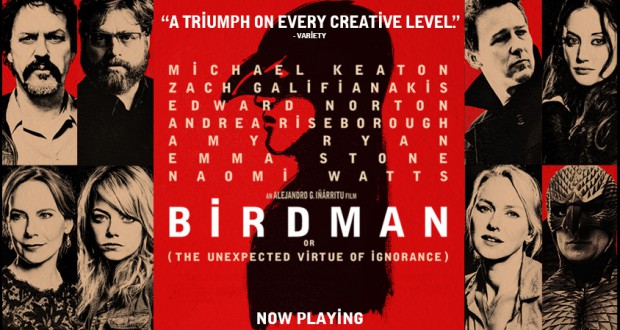 “A TRiUMPH ON EVERY CREATiVE LEVEL.”
- VARiETY
MiCHAEL KEATON
ZACH GALiFiANAKiS
EDWARD NORTON
ANDREA RiSEBOROUGH
AMY RYAN
EMMA STONE
NAOMi WATTS
AN ALEJANDRO G. IÑÁRRITU FILM
BiRDMAN
OR
(THE UNEXPECTED ViRTUE OF iGNORANCE)
NOW PLAYiNG